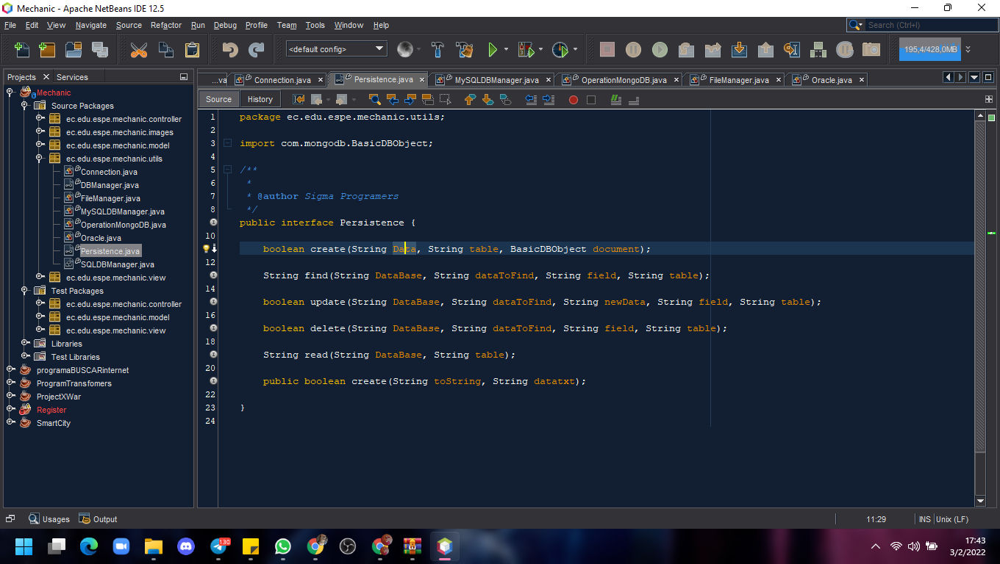 Mechanic - Apache NetBeans IDE 12.5
File Edit View Navigate Source Refactor Run Debug Profile Team Tools Window Help
Search (Ctrl+I)
<default config>
195,4/428,0MB
Projects Services
Mechanic
Source Packages
ec.edu.espe.mechanic.controller
ec.edu.espe.mechanic.images
ec.edu.espe.mechanic.model
ec.edu.espe.mechanic.utils
Connection.java
DBManager.java
FileManager.java
MySQLDBManager.java
OperationMongoDB.java
Oracle.java
Persistence.java
SQLDBManager.java
ec.edu.espe.mechanic.view
Test Packages
ec.edu.espe.mechanic.controller
ec.edu.espe.mechanic.model
ec.edu.espe.mechanic.view
Libraries
Test Libraries
programaBUSCARinternet
ProgramTransfomers
ProjectXWar
Register
SmartCity
...va Connection.java Persistence.java MySQLDBManager.java OperationMongoDB.java FileManager.java Oracle.java
Source History
1 package ec.edu.espe.mechanic.utils;
2
3 import com.mongodb.BasicDBObject;
4
5 /**
6 *
7 * @author Sigma Programers
8 */
public interface Persistence {
10
boolean create(String Data, String table, BasicDBObject document);
12
String find(String DataBase, String dataToFind, String field, String table);
14
boolean update(String DataBase, String dataToFind, String newData, String field, String table);
16
boolean delete(String DataBase, String dataToFind, String field, String table);
18
String read(String DataBase, String table);
20
public boolean create(String toString, String datatxt);
22
23 }
24
Usages Output
11:29 INS Unix (LF)
130
17:43
3/2/2022